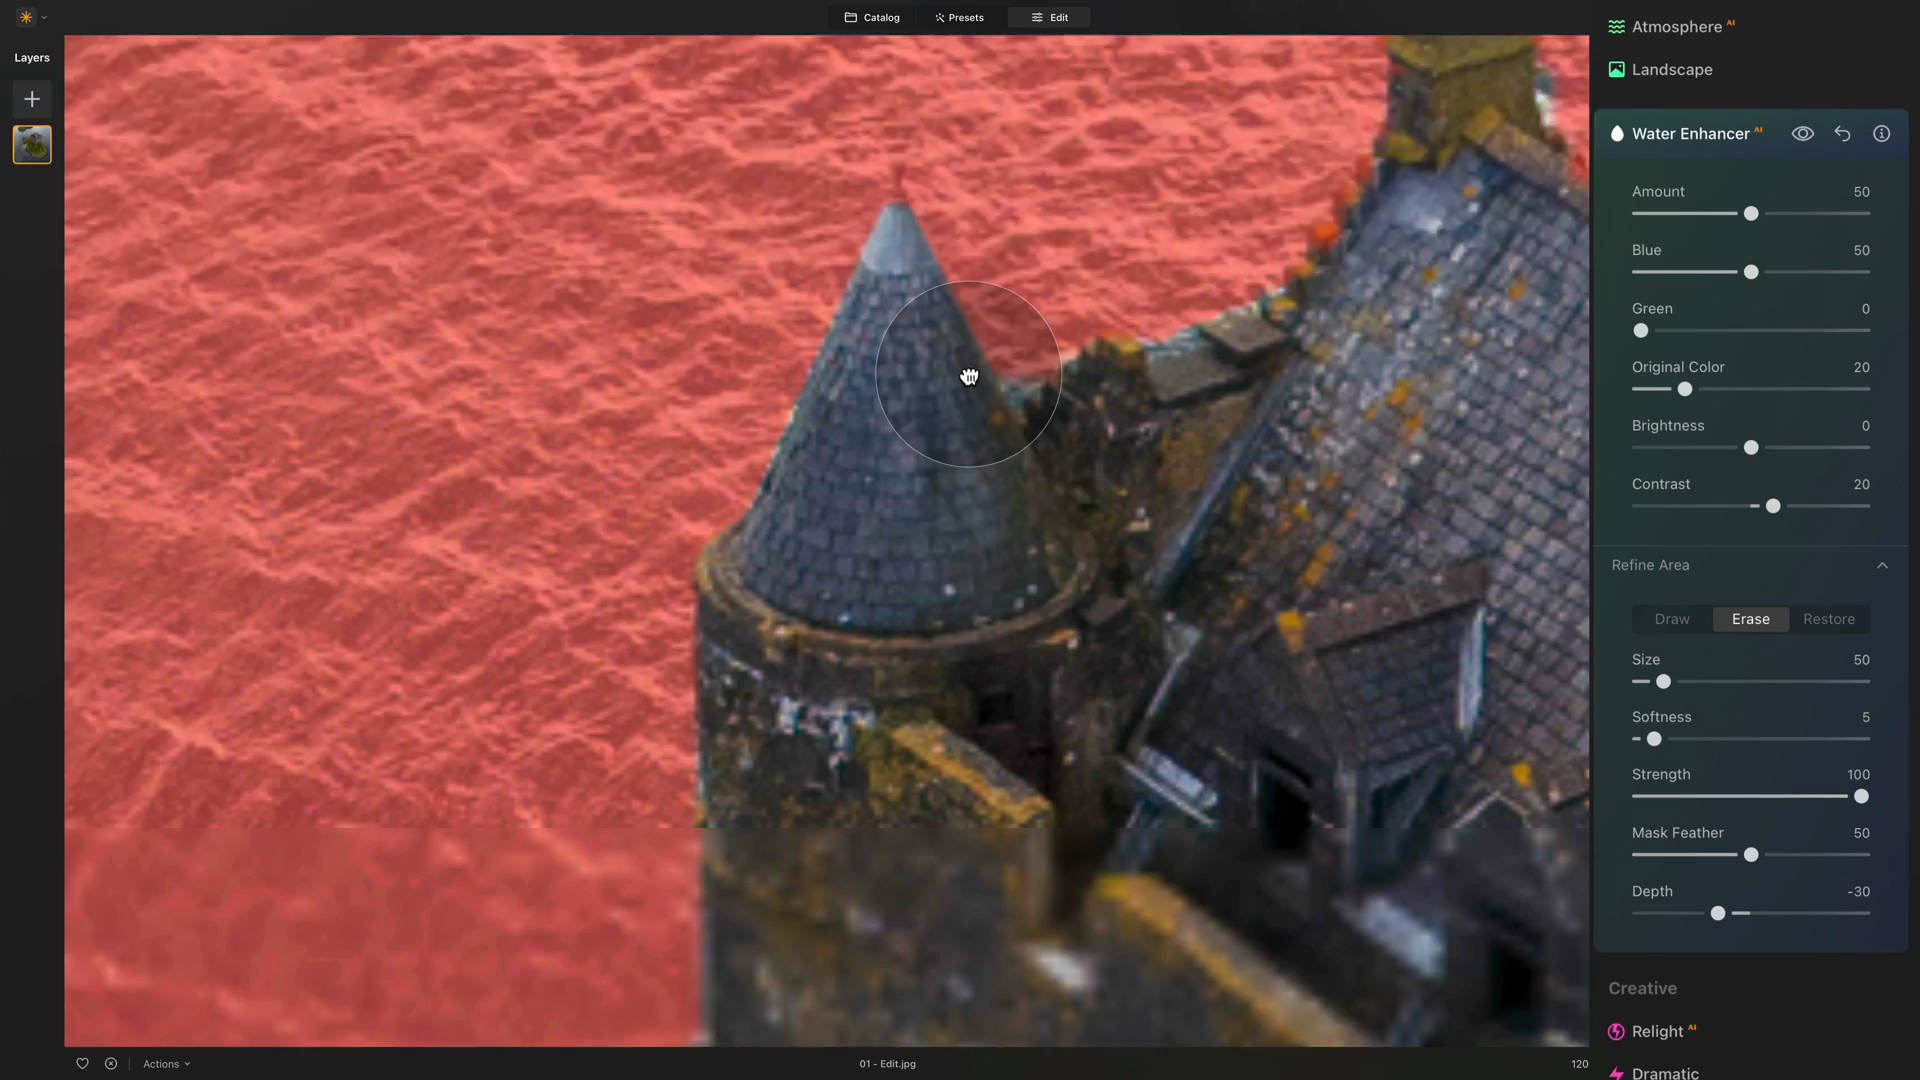 Catalog
Presets
Edit
Layers
Atmosphere AI
Landscape
Water Enhancer AI
Amount 50
Blue 50
Green 0
Original Color 20
Brightness 0
Contrast 20
Refine Area
Draw Erase Restore
Size 50
Softness 5
Strength 100
Mask Feather 50
Depth -30
Creative
Relight AI
Dramatic
Actions
01 - Edit.jpg
120